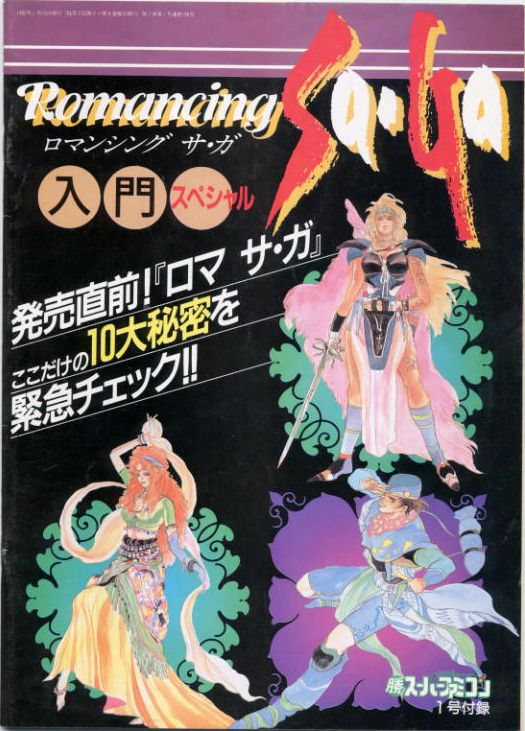 Romancing Sa・Ga
ロマンシング サ・ガ
入門スペシャル
発売直前!『ロマ サ・ガ』
ここだけの10大秘密を
緊急チェック!!
勝スーパーファミコン
1号付録